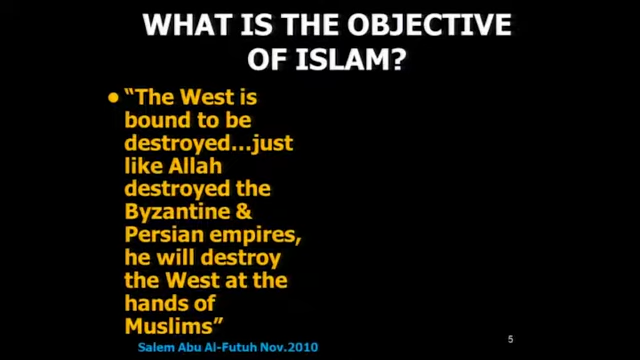 WHAT IS THE OBJECTIVE
OF ISLAM?
• “The West is
bound to be
destroyed...just
like Allah
destroyed the
Byzantine &
Persian empires,
he will destroy
the West at the
hands of
Muslims”
Salem Abu Al-Futuh Nov.2010
5